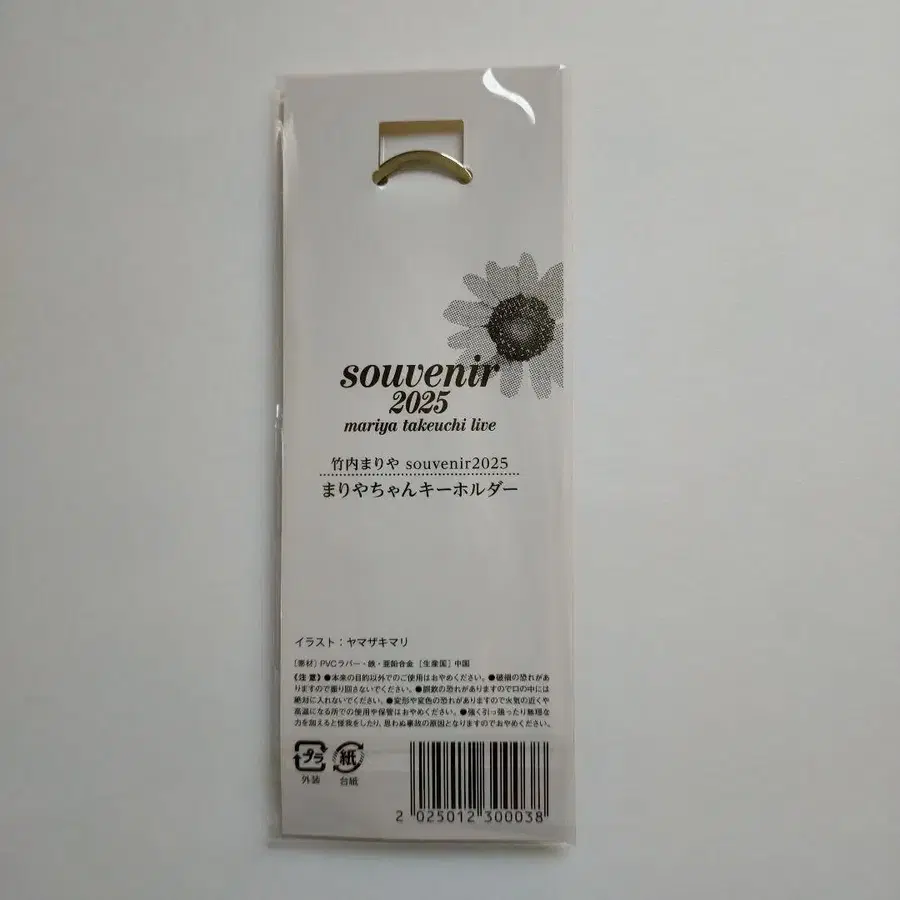 souvenir
2025
mariya takeuchi live
竹内まりや souvenir2025
まりやちゃんキーホルダー
イラスト：ヤマザキマリ
［素材］PVCラバー・鉄・亜鉛合金 ［生産国］中国
《注意》●本来の目的以外でのご使用はおやめください。●破損の恐れがあ
りますので振り回さないでください。●誤飲の恐れがありますので口の中には
絶対に入れないでください。●変形や変色の恐れがありますので火気の近くや
高温になる所での使用や保管はおやめください。●強く引っ張ったり無理な
力を加えると怪我をしたり、思わぬ事故の原因となりますのでおやめください。
プラ 紙
外装 台紙
2 025012 300038